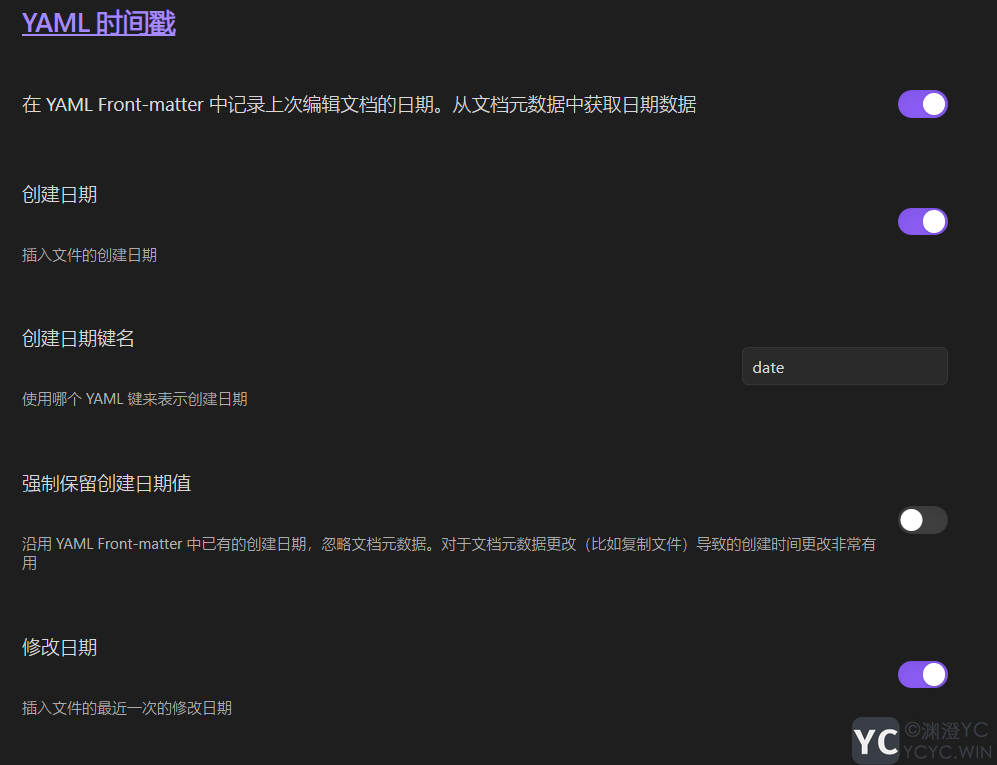 YAML 时间戳
在 YAML Front-matter 中记录上次编辑文档的日期。从文档元数据中获取日期数据
创建日期
插入文件的创建日期
创建日期键名
date
使用哪个 YAML 键来表示创建日期
强制保留创建日期值
沿用 YAML Front-matter 中已有的创建日期，忽略文档元数据。对于文档元数据更改（比如复制文件）导致的创建时间更改非常有
用
修改日期
插入文件的最近一次的修改日期
YC ©渊澄YC
YCYC.WIN